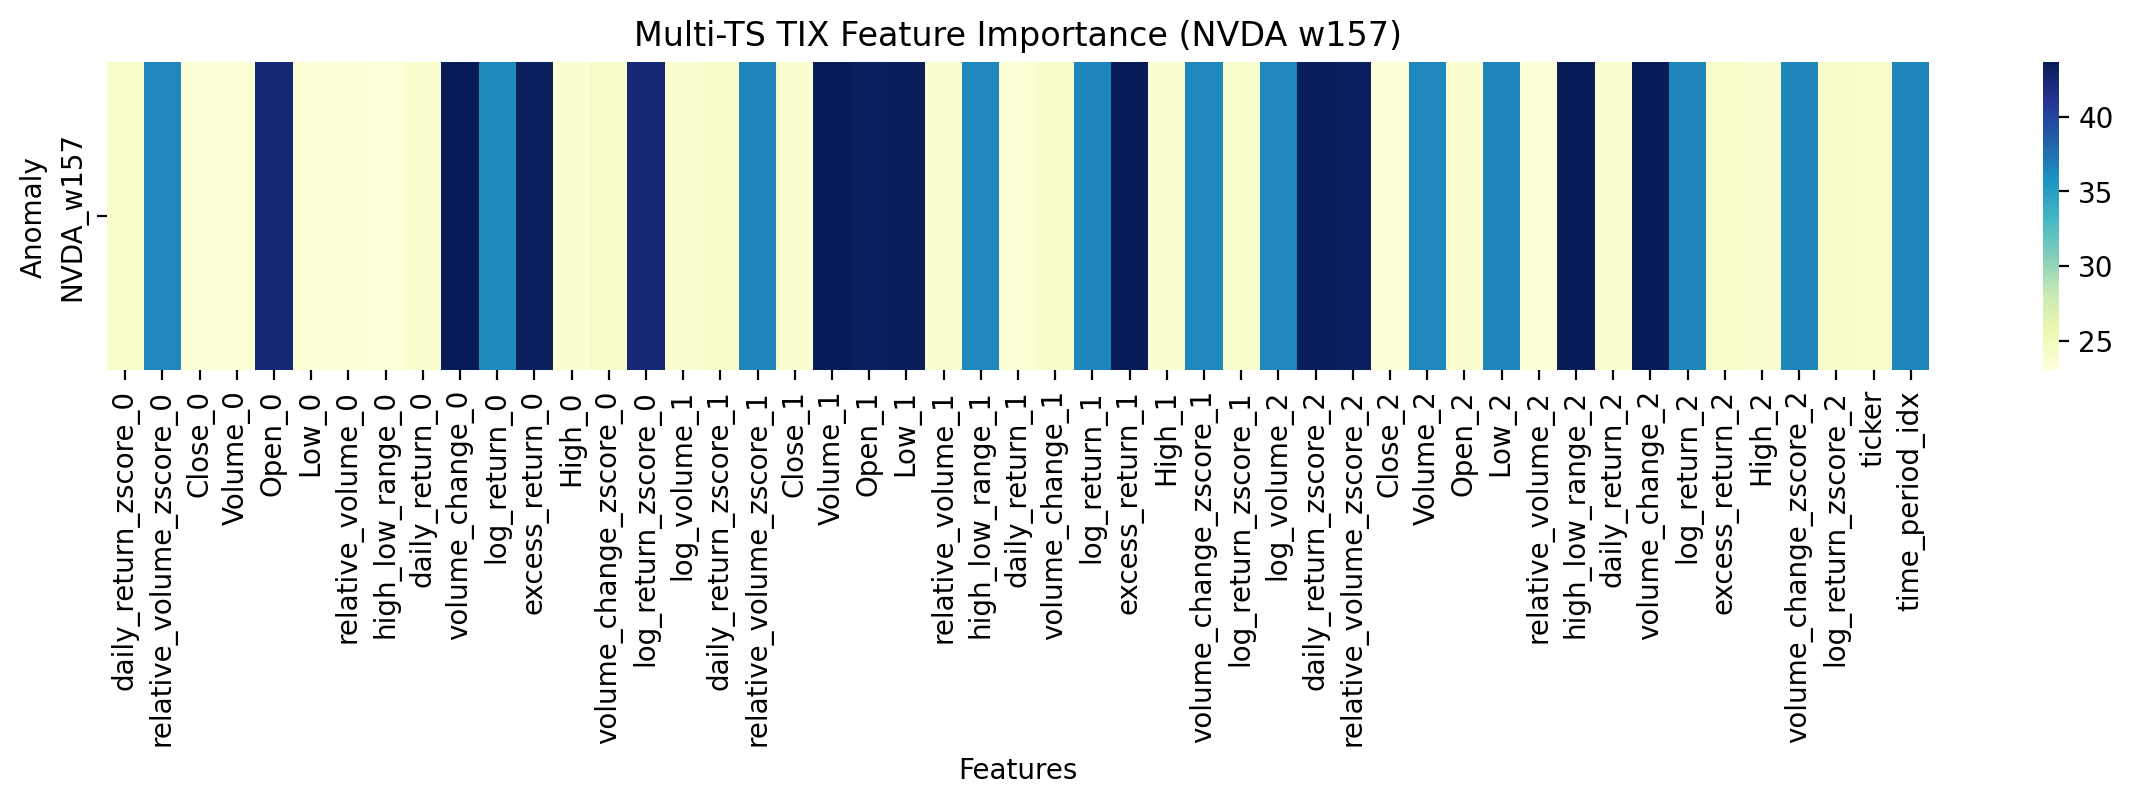 Multi-TS TIX Feature Importance (NVDA w157)
Anomaly
NVDA_w157
40
35
30
25
daily_return_zscore_0
relative_volume_zscore_0
Close_0
Volume_0
Open_0
Low_0
relative_volume_0
high_low_range_0
daily_return_0
volume_change_0
log_return_0
excess_return_0
High_0
volume_change_zscore_0
log_return_zscore_0
log_volume_1
daily_return_zscore_1
relative_volume_zscore_1
Close_1
Volume_1
Open_1
Low_1
relative_volume_1
high_low_range_1
daily_return_1
volume_change_1
log_return_1
excess_return_1
High_1
volume_change_zscore_1
log_return_zscore_1
log_volume_2
daily_return_zscore_2
relative_volume_zscore_2
Close_2
Volume_2
Open_2
Low_2
relative_volume_2
high_low_range_2
daily_return_2
volume_change_2
log_return_2
excess_return_2
High_2
volume_change_zscore_2
log_return_zscore_2
ticker
time_period_idx
Features